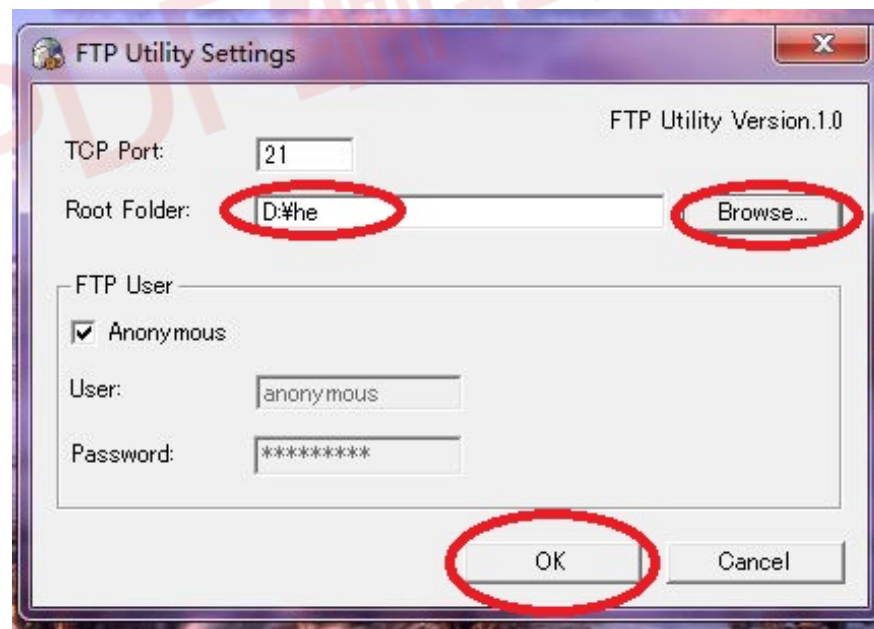 FTP Utility Settings
FTP Utility Version.1.0
TCP Port:
21
Root Folder:
D:¥he
Browse...
FTP User
Anonymous
User:
anonymous
Password:
*********
OK
Cancel